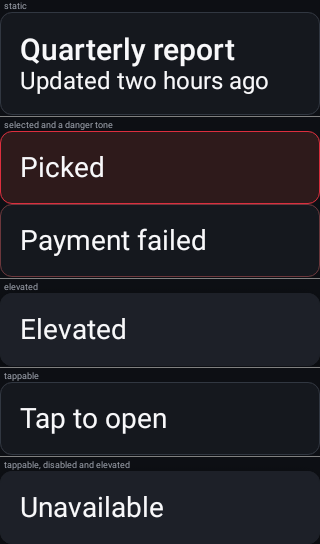 static
Quarterly report
Updated two hours ago
selected and a danger tone
Picked
Payment failed
elevated
Elevated
tappable
Tap to open
tappable, disabled and elevated
Unavailable